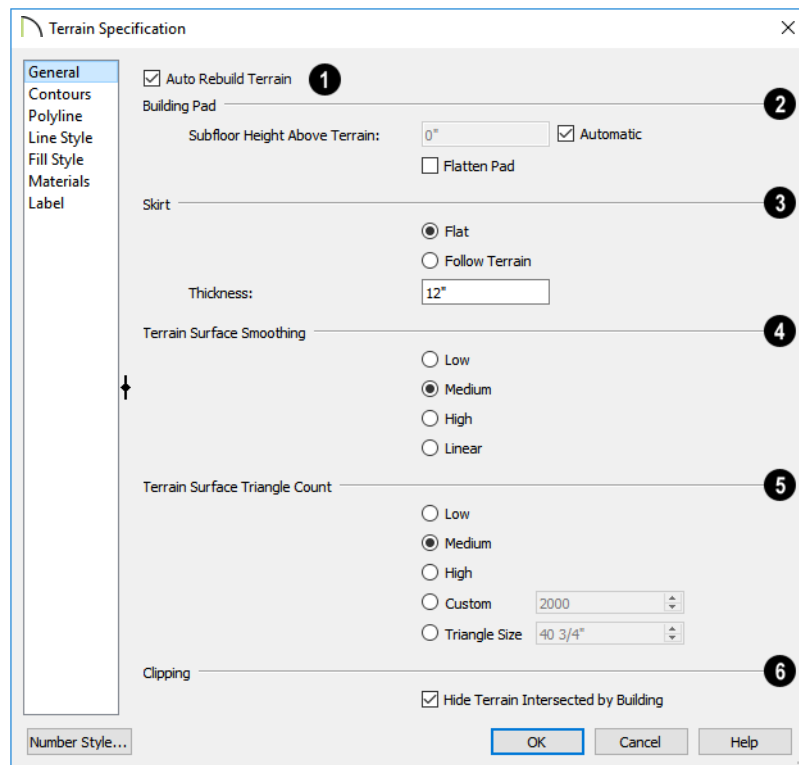 Terrain Specification
General
Contours
Polyline
Line Style
Fill Style
Materials
Label
Auto Rebuild Terrain 1
Building Pad 2
Subfloor Height Above Terrain: 0" Automatic
Flatten Pad
Skirt 3
Flat
Follow Terrain
Thickness: 12"
Terrain Surface Smoothing 4
Low
Medium
High
Linear
Terrain Surface Triangle Count 5
Low
Medium
High
Custom 2000
Triangle Size 40 3/4"
Clipping 6
Hide Terrain Intersected by Building
Number Style... OK Cancel Help